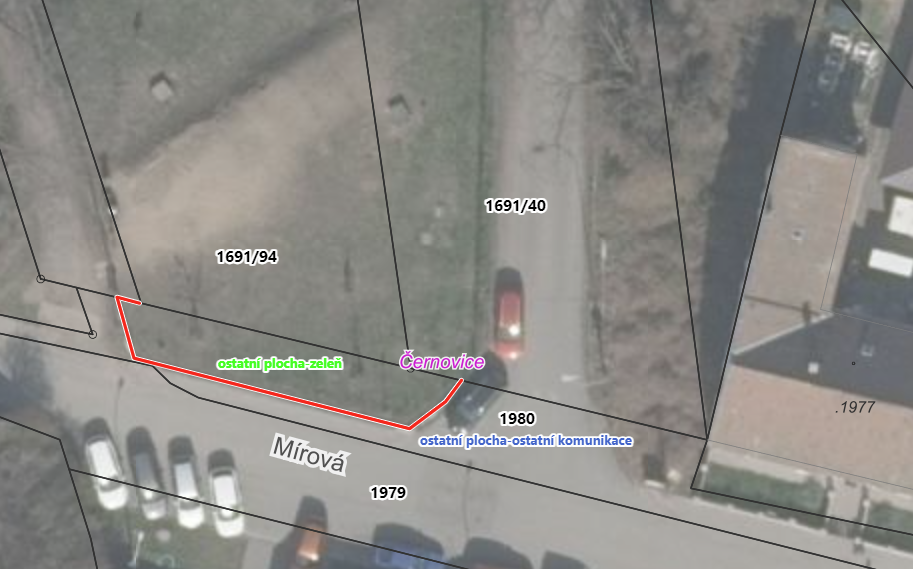 1691/40
1691/94
Černovice
ostatní plocha-zeleň
.1977
1980
ostatní plocha-ostatní komunikace
Mírová
1979